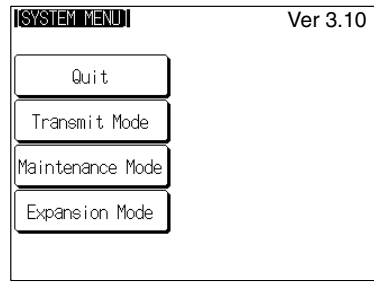 SYSTEM MENU
Ver 3.10
Quit
Transmit Mode
Maintenance Mode
Expansion Mode